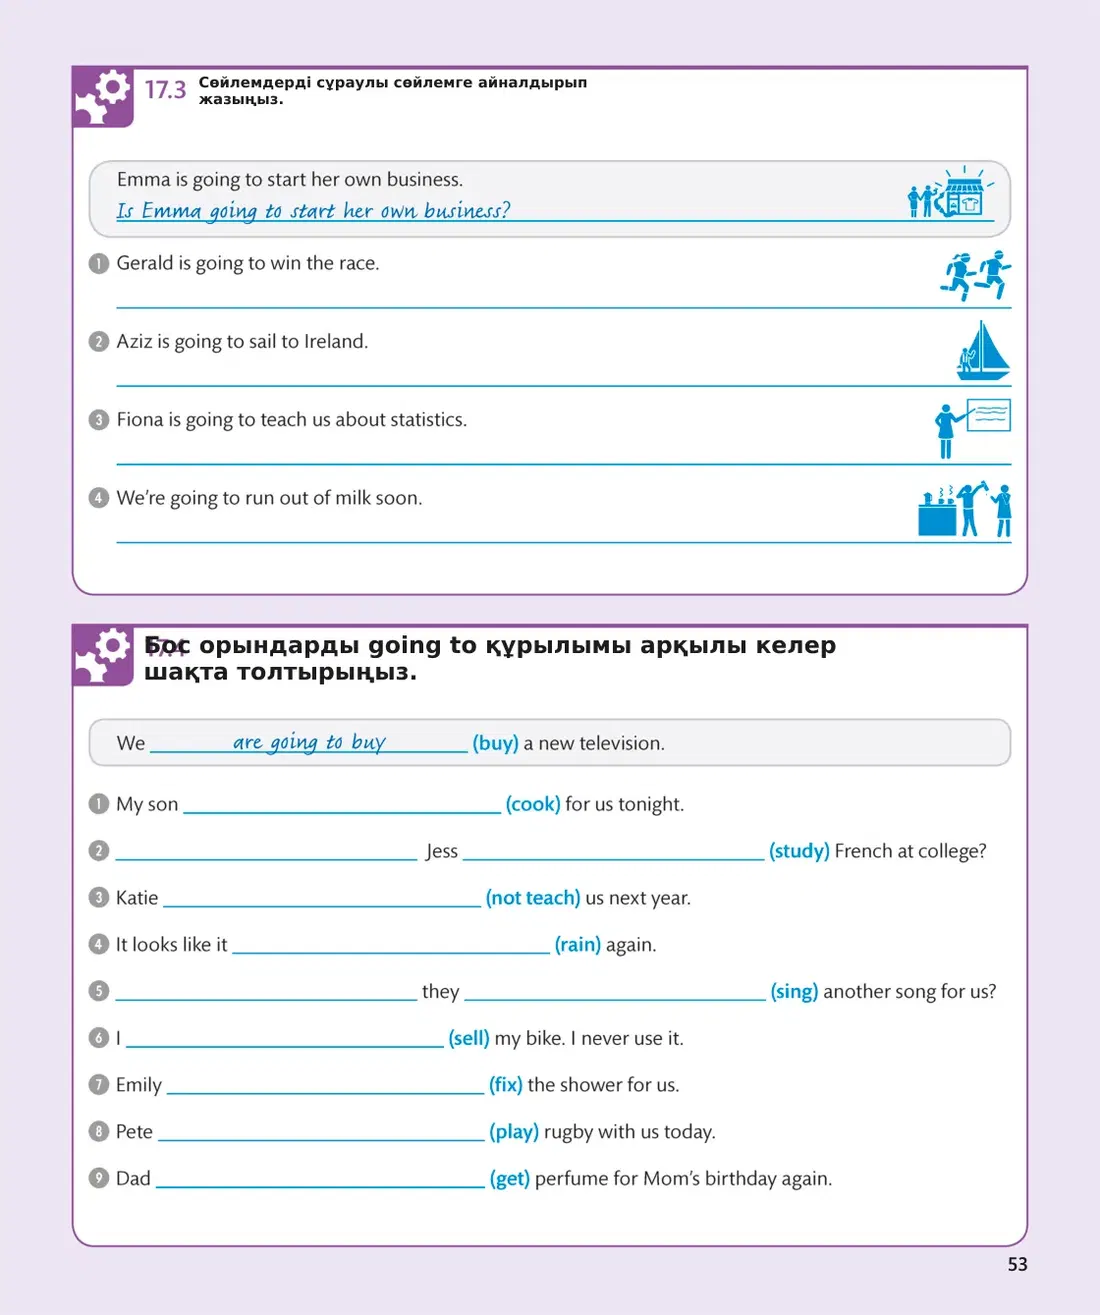 17.3 Сөйлемдерді сұраулы сөйлемге айналдырып
жазыңыз.
Emma is going to start her own business.
Is Emma going to start her own business?
1 Gerald is going to win the race.
2 Aziz is going to sail to Ireland.
3 Fiona is going to teach us about statistics.
4 We’re going to run out of milk soon.
17.4 Бос орындарды going to құрылымы арқылы келер
шақта толтырыңыз.
We are going to buy (buy) a new television.
1 My son (cook) for us tonight.
2 Jess (study) French at college?
3 Katie (not teach) us next year.
4 It looks like it (rain) again.
5 they (sing) another song for us?
6 I (sell) my bike. I never use it.
7 Emily (fix) the shower for us.
8 Pete (play) rugby with us today.
9 Dad (get) perfume for Mom’s birthday again.
53